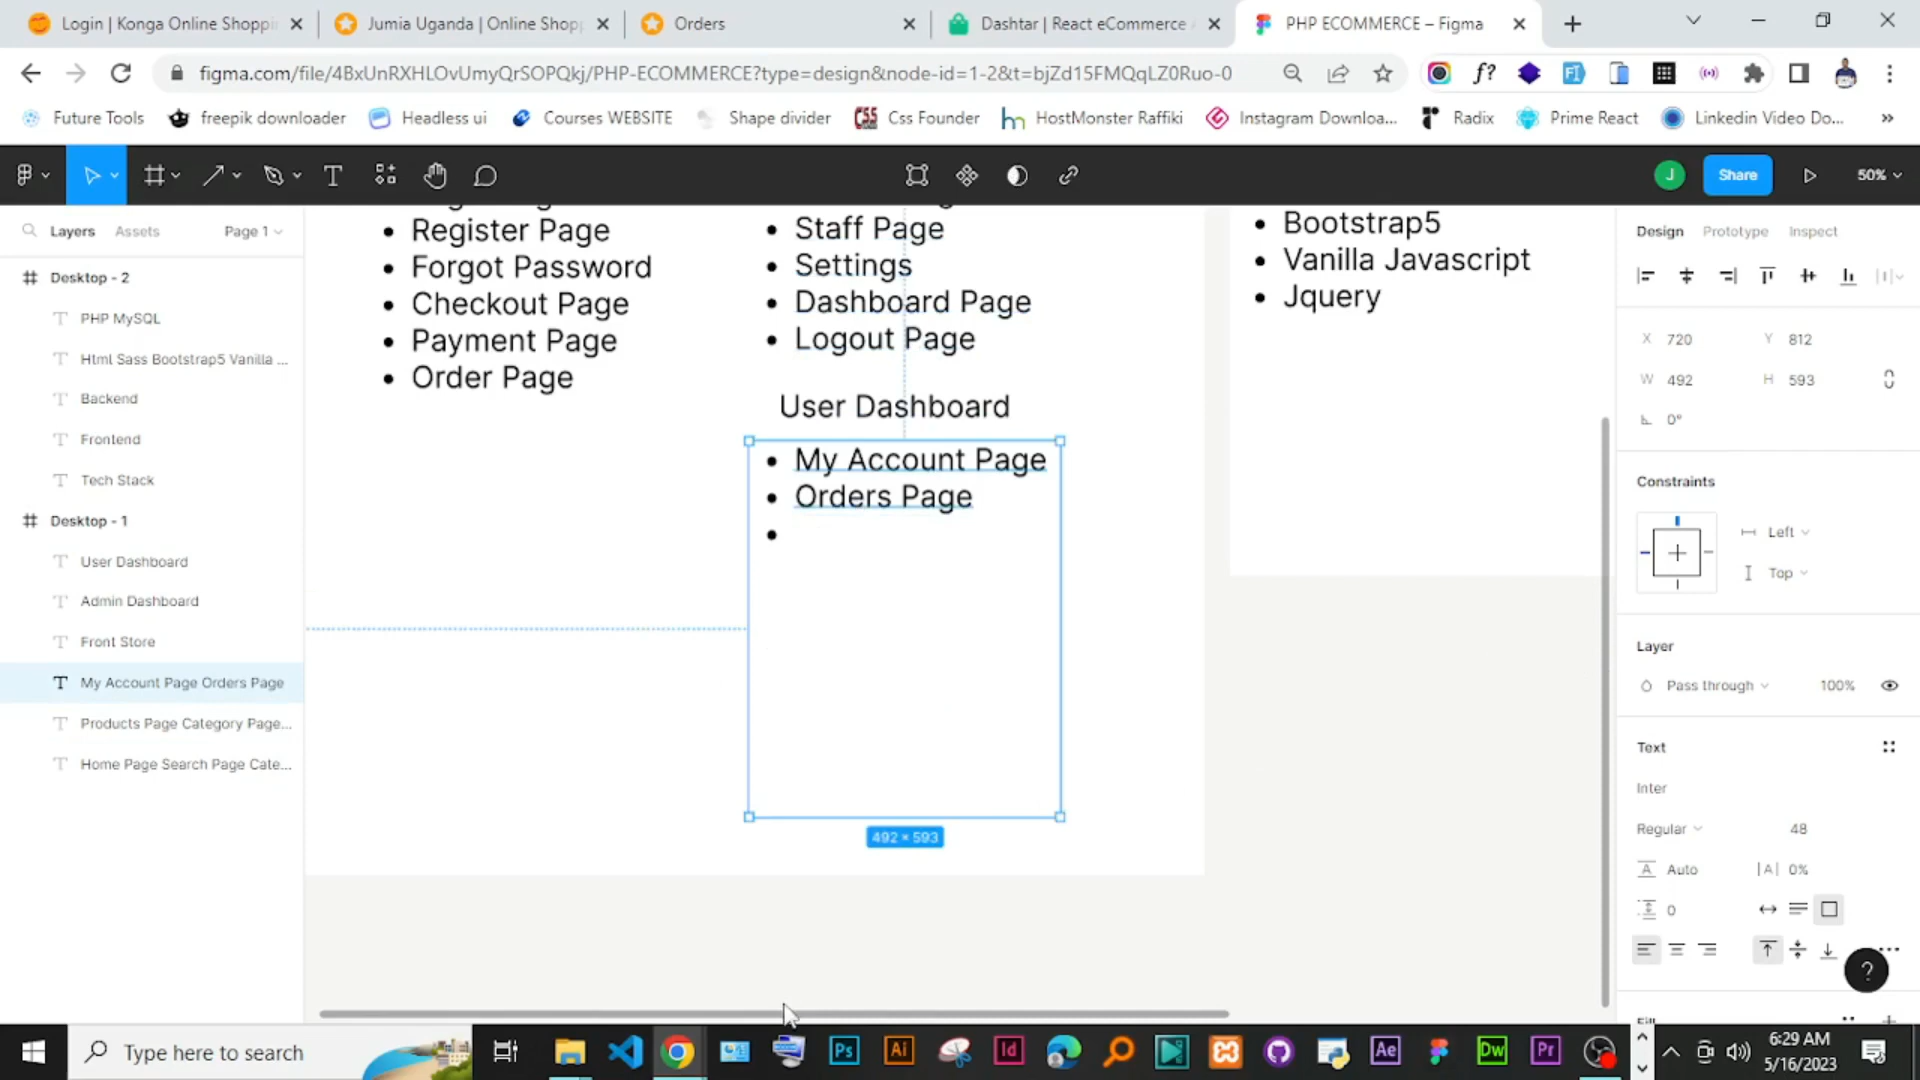 Login | Konga Online Shoppi
Jumia Uganda | Online Shop
Orders
Dashtar | React eCommerce
PHP ECOMMERCE – Figma
figma.com/file/4BxUnRXHLOvUmyQrSOPQkj/PHP-ECOMMERCE?type=design&node-id=1-2&t=bjZd15FMQqLZ0Ruo-0
Future Tools
freepik downloader
Headless ui
Courses WEBSITE
Shape divider
Css Founder
HostMonster Raffiki
Instagram Downloa...
Radix
Prime React
Linkedin Video Do...
»
J
Share
50%
Layers
Assets
Page 1
Desktop - 2
PHP MySQL
Html Sass Bootstrap5 Vanilla ...
Backend
Frontend
Tech Stack
Desktop - 1
User Dashboard
Admin Dashboard
Front Store
My Account Page Orders Page
Products Page Category Page...
Home Page Search Page Cate...
• Register Page
• Forgot Password
• Checkout Page
• Payment Page
• Order Page
• Staff Page
• Settings
• Dashboard Page
• Logout Page
User Dashboard
• My Account Page
• Orders Page
•
492 × 593
• Bootstrap5
• Vanilla Javascript
• Jquery
Design
Prototype
Inspect
X 720
Y 812
W 492
H 593
0°
Constraints
Left
Top
Layer
Pass through
100%
Text
Inter
Regular
48
Auto
|A| 0%
0
?
Type here to search
Ps
Ai
Id
Ae
Dw
Pr
6:29 AM
5/16/2023